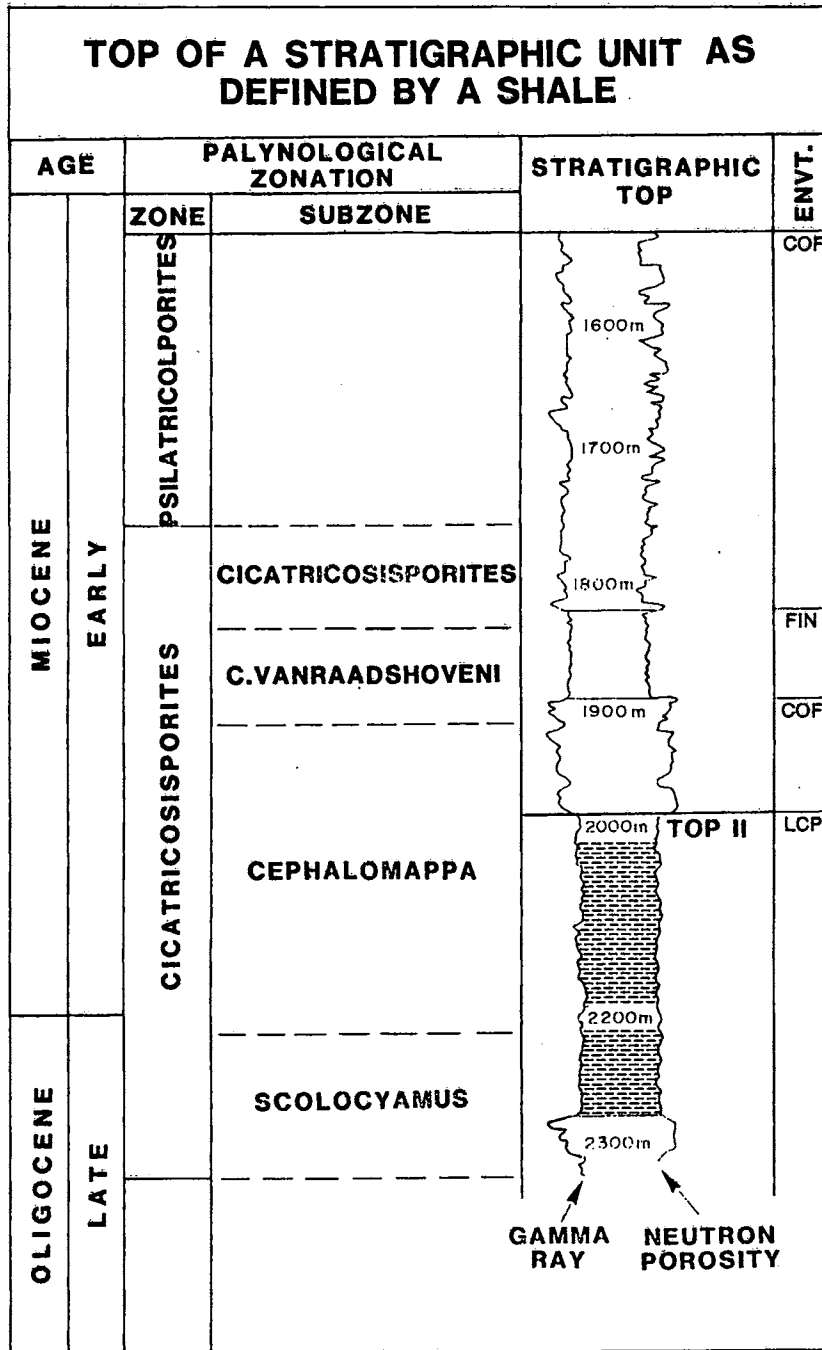 TOP OF A STRATIGRAPHIC UNIT AS
DEFINED BY A SHALE
AGE
PALYNOLOGICAL
ZONATION
STRATIGRAPHIC
TOP
ENVT.
ZONE
SUBZONE
MIOCENE
EARLY
OLIGOCENE
LATE
PSILATRICOLPORITES
CICATRICOSISPORITES
CICATRICOSISPORITES
C.VANRAADSHOVENI
CEPHALOMAPPA
SCOLOCYAMUS
1600m
1700m
1800m
1900m
2000m
TOP II
2200m
2300m
COF
FIN
COF
LCP
GAMMA
RAY
NEUTRON
POROSITY